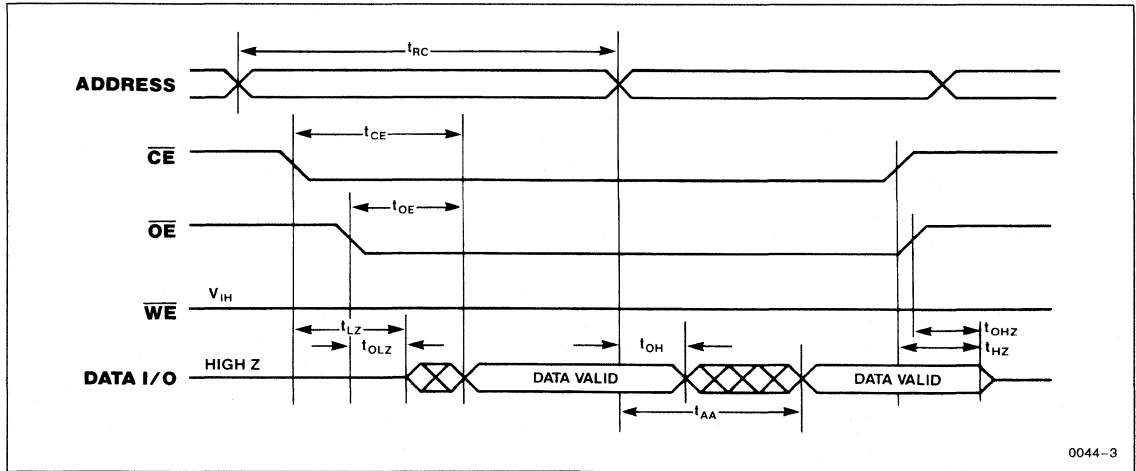 tRC
ADDRESS
tCE
CE
tOE
OE
VIH
WE
tLZ
tOHZ
tOLZ
tOH
tHZ
HIGH Z
DATA I/O
DATA VALID
DATA VALID
tAA
0044-3